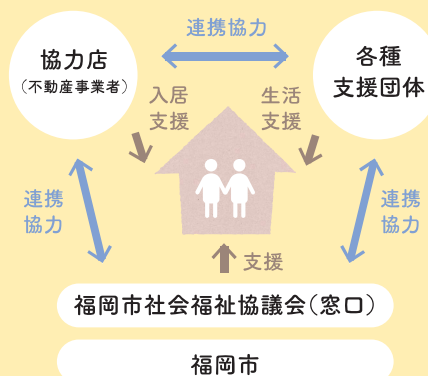 連携協力
協力店
（不動産事業者）
各種
支援団体
入居
支援
生活
支援
連携
協力
連携
協力
支援
福岡市社会福祉協議会（窓口）
福岡市